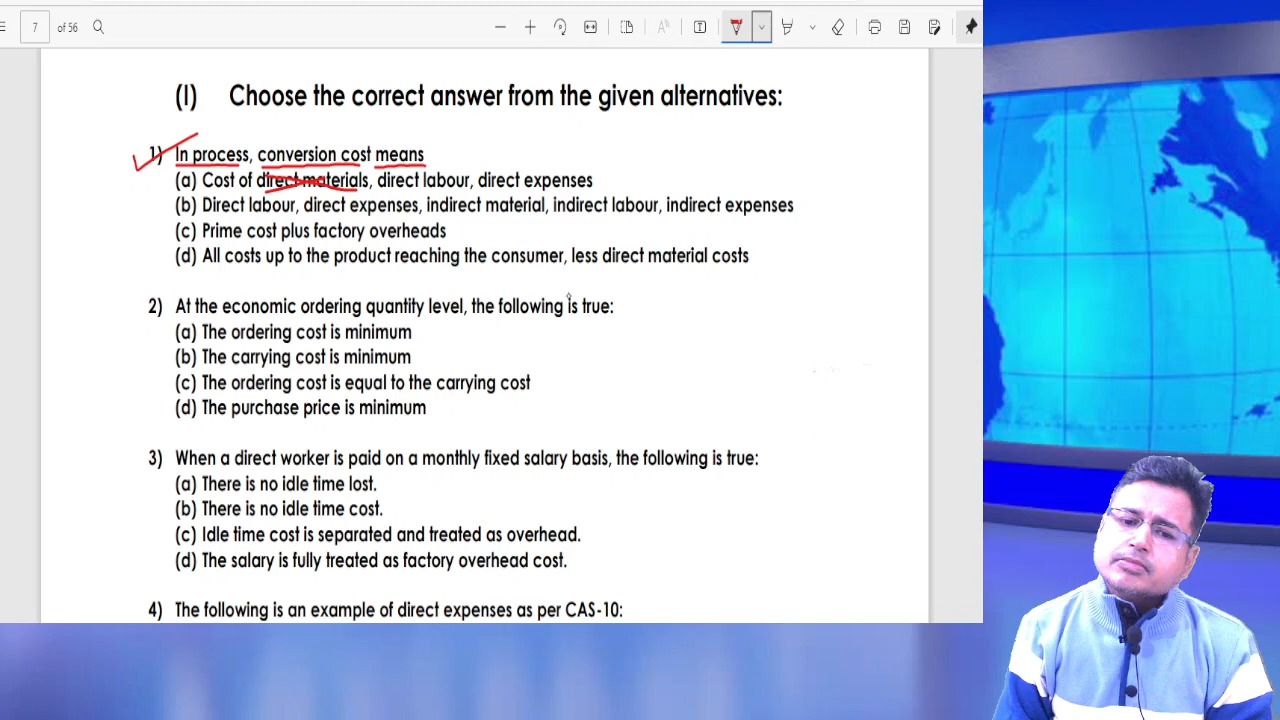 7 of 56
(I) Choose the correct answer from the given alternatives:
1) In process, conversion cost means
(a) Cost of direct materials, direct labour, direct expenses
(b) Direct labour, direct expenses, indirect material, indirect labour, indirect expenses
(c) Prime cost plus factory overheads
(d) All costs up to the product reaching the consumer, less direct material costs
2) At the economic ordering quantity level, the following is true:
(a) The ordering cost is minimum
(b) The carrying cost is minimum
(c) The ordering cost is equal to the carrying cost
(d) The purchase price is minimum
3) When a direct worker is paid on a monthly fixed salary basis, the following is true:
(a) There is no idle time lost.
(b) There is no idle time cost.
(c) Idle time cost is separated and treated as overhead.
(d) The salary is fully treated as factory overhead cost.
4) The following is an example of direct expenses as per CAS-10: